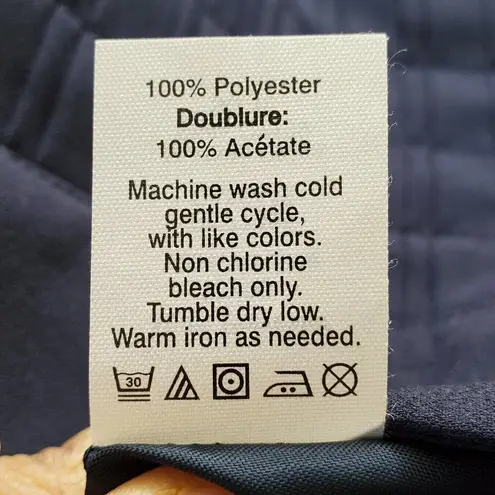 100% Polyester
Doublure:
100% Acétate
Machine wash cold
gentle cycle,
with like colors.
Non chlorine
bleach only.
Tumble dry low.
Warm iron as needed.
30